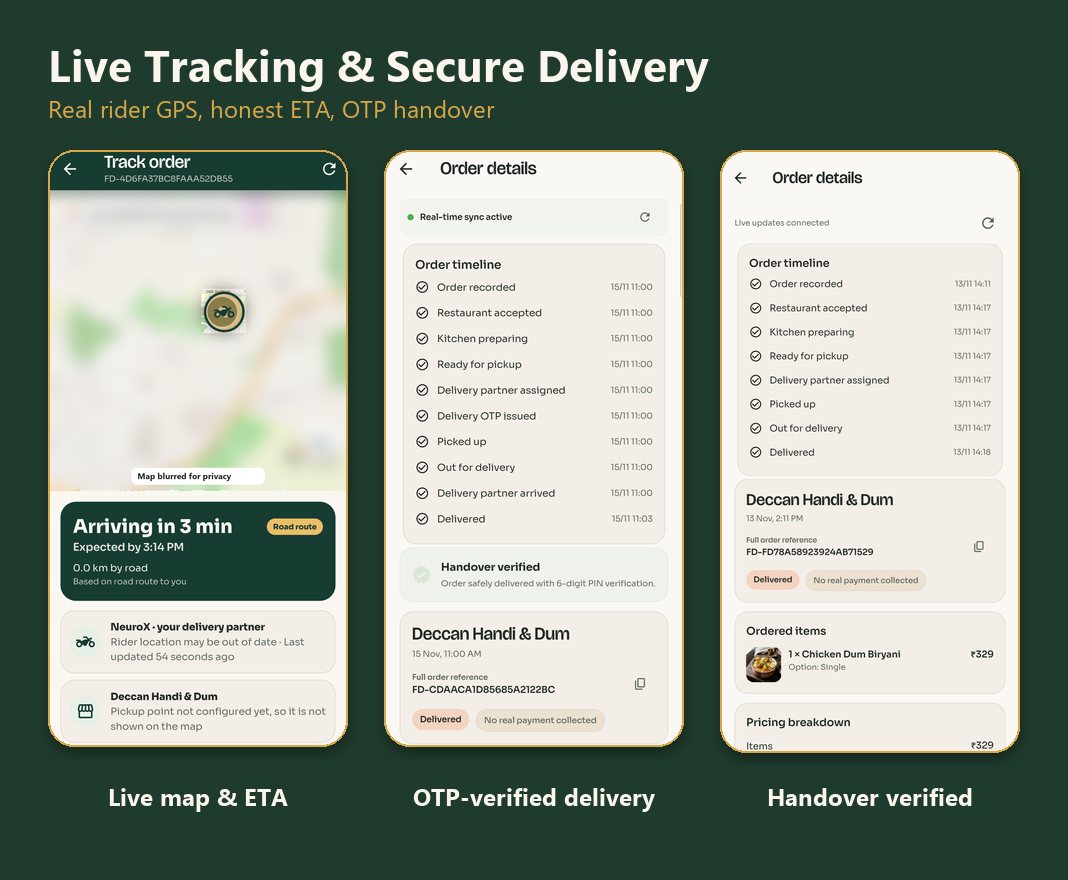 Live Tracking & Secure Delivery
Real rider GPS, honest ETA, OTP handover
Track order
FD-4D6FA37BC8FAAA52DB55
Map blurred for privacy
Arriving in 3 min
Road route
Expected by 3:14 PM
0.0 km by road
Based on road route to you
NeuroX · your delivery partner
Rider location may be out of date · Last
updated 54 seconds ago
Deccan Handi & Dum
Pickup point not configured yet, so it is not
shown on the map
Live map & ETA
Order details
Real-time sync active
Order timeline
Order recorded 15/11 11:00
Restaurant accepted 15/11 11:00
Kitchen preparing 15/11 11:00
Ready for pickup 15/11 11:00
Delivery partner assigned 15/11 11:00
Delivery OTP issued 15/11 11:00
Picked up 15/11 11:00
Out for delivery 15/11 11:00
Delivery partner arrived 15/11 11:00
Delivered 15/11 11:03
Handover verified
Order safely delivered with 6-digit PIN verification.
Deccan Handi & Dum
15 Nov, 11:00 AM
Full order reference
FD-CDAACA1D85685A2122BC
Delivered
No real payment collected
OTP-verified delivery
Order details
Live updates connected
Order timeline
Order recorded 13/11 14:11
Restaurant accepted 13/11 14:17
Kitchen preparing 13/11 14:17
Ready for pickup 13/11 14:17
Delivery partner assigned 13/11 14:17
Picked up 13/11 14:17
Out for delivery 13/11 14:17
Delivered 13/11 14:18
Deccan Handi & Dum
13 Nov, 2:11 PM
Full order reference
FD-FD78A58923924AB71529
Delivered
No real payment collected
Ordered items
1 × Chicken Dum Biryani ₹329
Option: Single
Pricing breakdown
Items ₹329
Handover verified